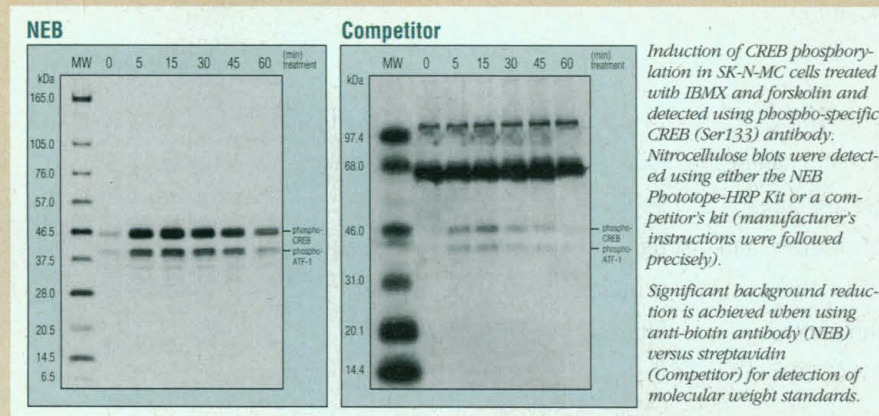 NEB
MW 0 5 15 30 45 60 (min) treatment
kDa
165.0
105.0
76.0
57.0
46.5
37.5
28.0
20.5
14.5
6.5
phospho-
CREB
phospho-
ATF-1
Competitor
MW 0 5 15 30 45 60 (min) treatment
kDa
97.4
68.0
46.0
31.0
20.1
14.4
phospho-
CREB
phospho-
ATF-1
Induction of CREB phosphory-
lation in SK-N-MC cells treated
with IBMX and forskolin and
detected using phospho-specific
CREB (Ser133) antibody.
Nitrocellulose blots were detect-
ed using either the NEB
Phototope-HRP Kit or a com-
petitor's kit (manufacturer's
instructions were followed
precisely).
Significant background reduc-
tion is achieved when using
anti-biotin antibody (NEB)
versus streptavidin
(Competitor) for detection of
molecular weight standards.